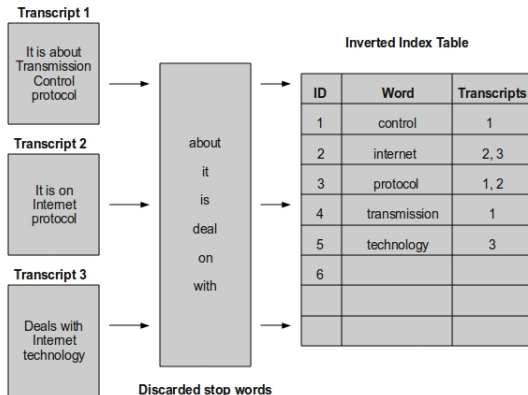 Transcript 1
It is about
Transmission
Control
protocol
Transcript 2
It is on
Internet
protocol
Transcript 3
Deals with
Internet
technology
about
it
is
deal
on
with
Discarded stop words
Inverted Index Table
ID Word Transcripts
1 control 1
2 internet 2, 3
3 protocol 1, 2
4 transmission 1
5 technology 3
6